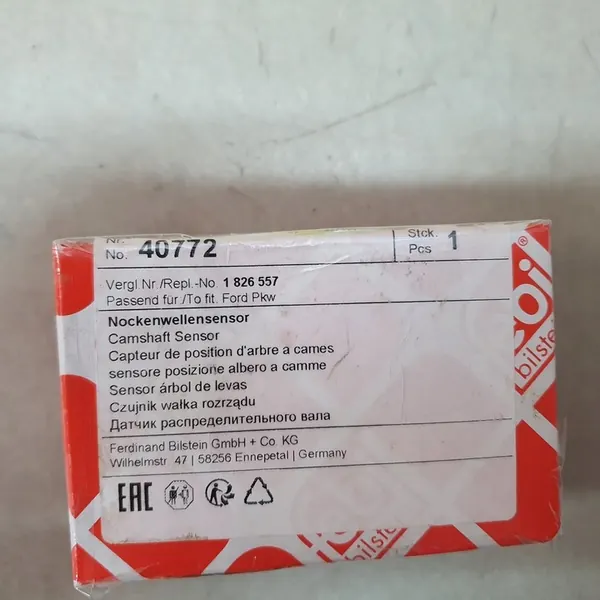 Nr.
No. 40772
Stck.
Pcs 1
Vergl.Nr./Repl.-No. 1 826 557
Passend für /To fit. Ford Pkw
Nockenwellensensor
Camshaft Sensor
Capteur de position d'arbre a cames
sensore posizione albero a camme
Sensor árbol de levas
Czujnik wałka rozrządu
Датчик распределительного вала
Ferdinand Bilstein GmbH + Co. KG
Wilhelmstr. 47 | 58256 Ennepetal | Germany
EAC
bilste
bilste